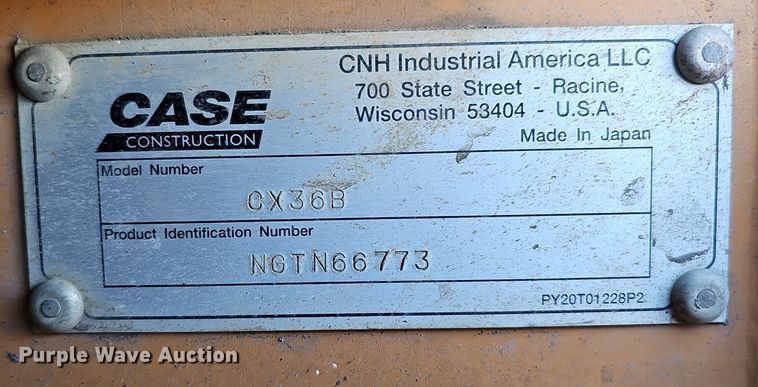 CASE
CONSTRUCTION
CNH Industrial America LLC
700 State Street - Racine,
Wisconsin 53404 - U.S.A.
Made In Japan
Model Number
CX36B
Product Identification Number
NGTN66773
PY20T01228P2
Purple Wave Auction